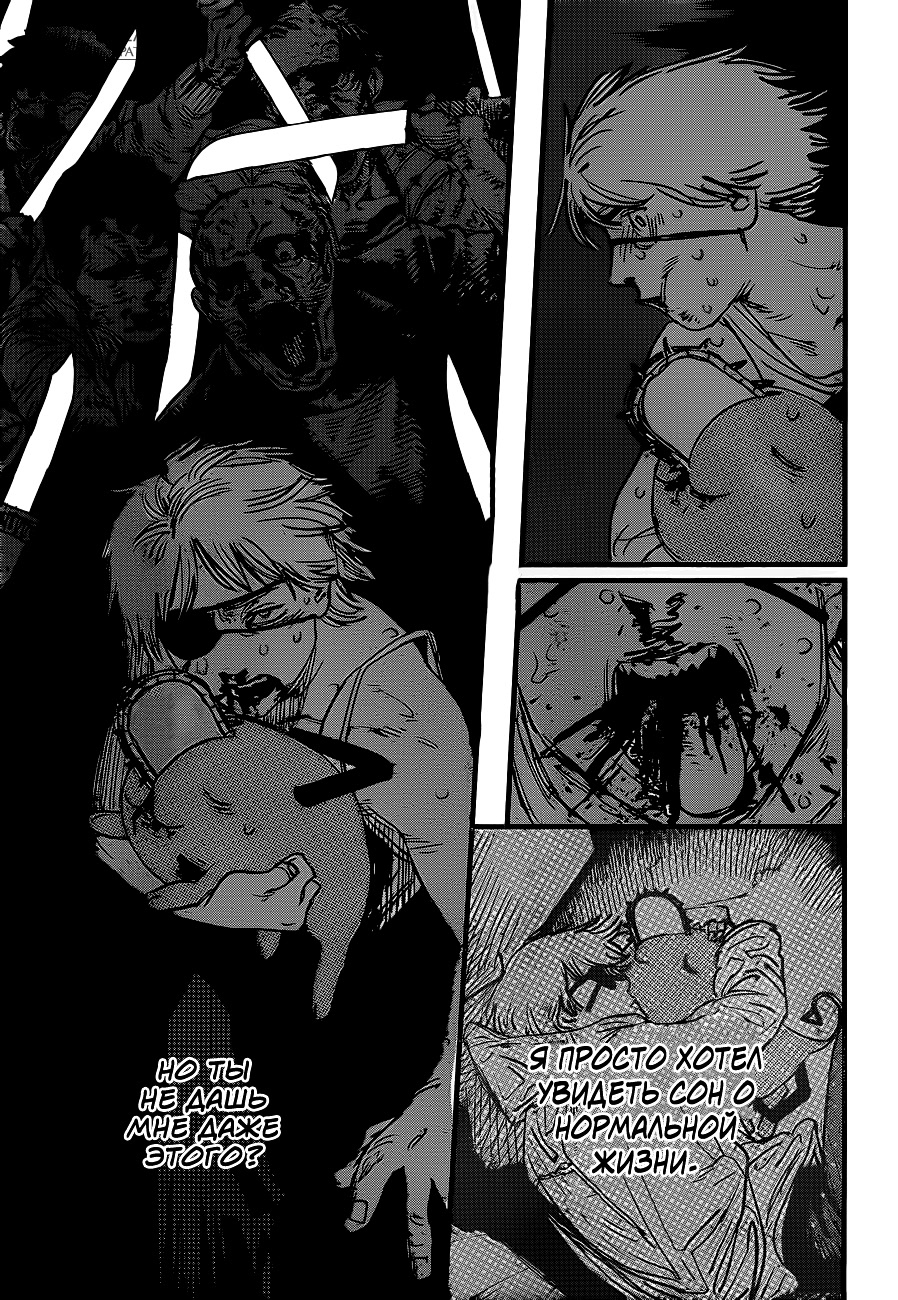 Я ПРОСТО ХОТЕЛ
УВИДЕТЬ СОН О
НОРМАЛЬНОЙ
ЖИЗНИ.
НО ТЫ
НЕ ДАШЬ
МНЕ ДАЖЕ
ЭТОГО?